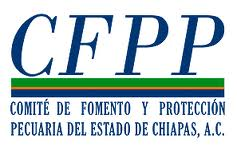 CFPP
COMITÉ DE FOMENTO Y PROTECCIÓN
PECUARIA DEL ESTADO DE CHIAPAS, A.C.